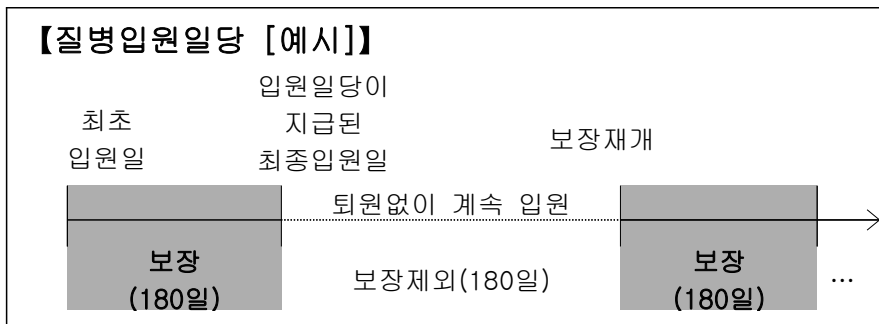 【질병입원일당 [예시]】
최초
입원일
입원일당이
지급된
최종입원일
보장재개
퇴원없이 계속 입원
보장
(180일)
보장제외(180일)
보장
(180일)
…